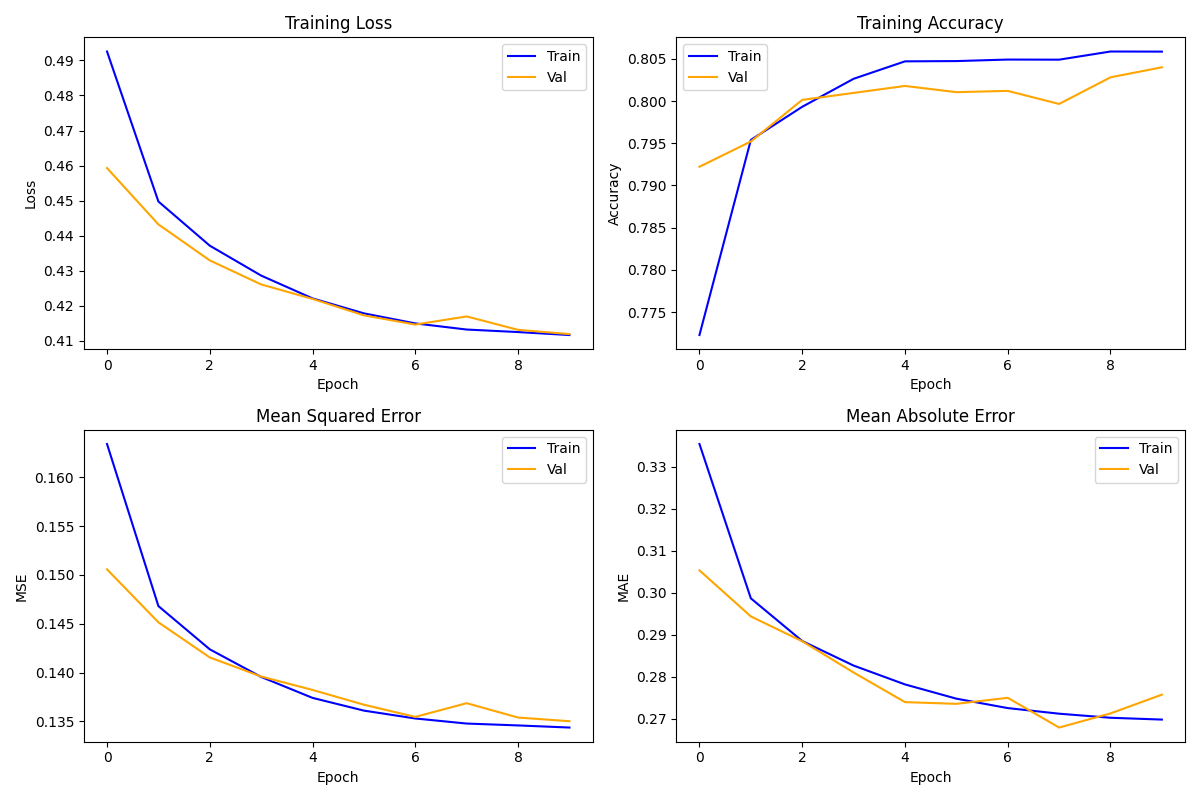 Training Loss
Train
Val
0.49
0.48
0.47
0.46
0.45
0.44
0.43
0.42
0.41
Loss
0 2 4 6 8
Epoch
Training Accuracy
Train
Val
0.805
0.800
0.795
0.790
0.785
0.780
0.775
Accuracy
0 2 4 6 8
Epoch
Mean Squared Error
Train
Val
0.160
0.155
0.150
0.145
0.140
0.135
MSE
0 2 4 6 8
Epoch
Mean Absolute Error
Train
Val
0.33
0.32
0.31
0.30
0.29
0.28
0.27
MAE
0 2 4 6 8
Epoch